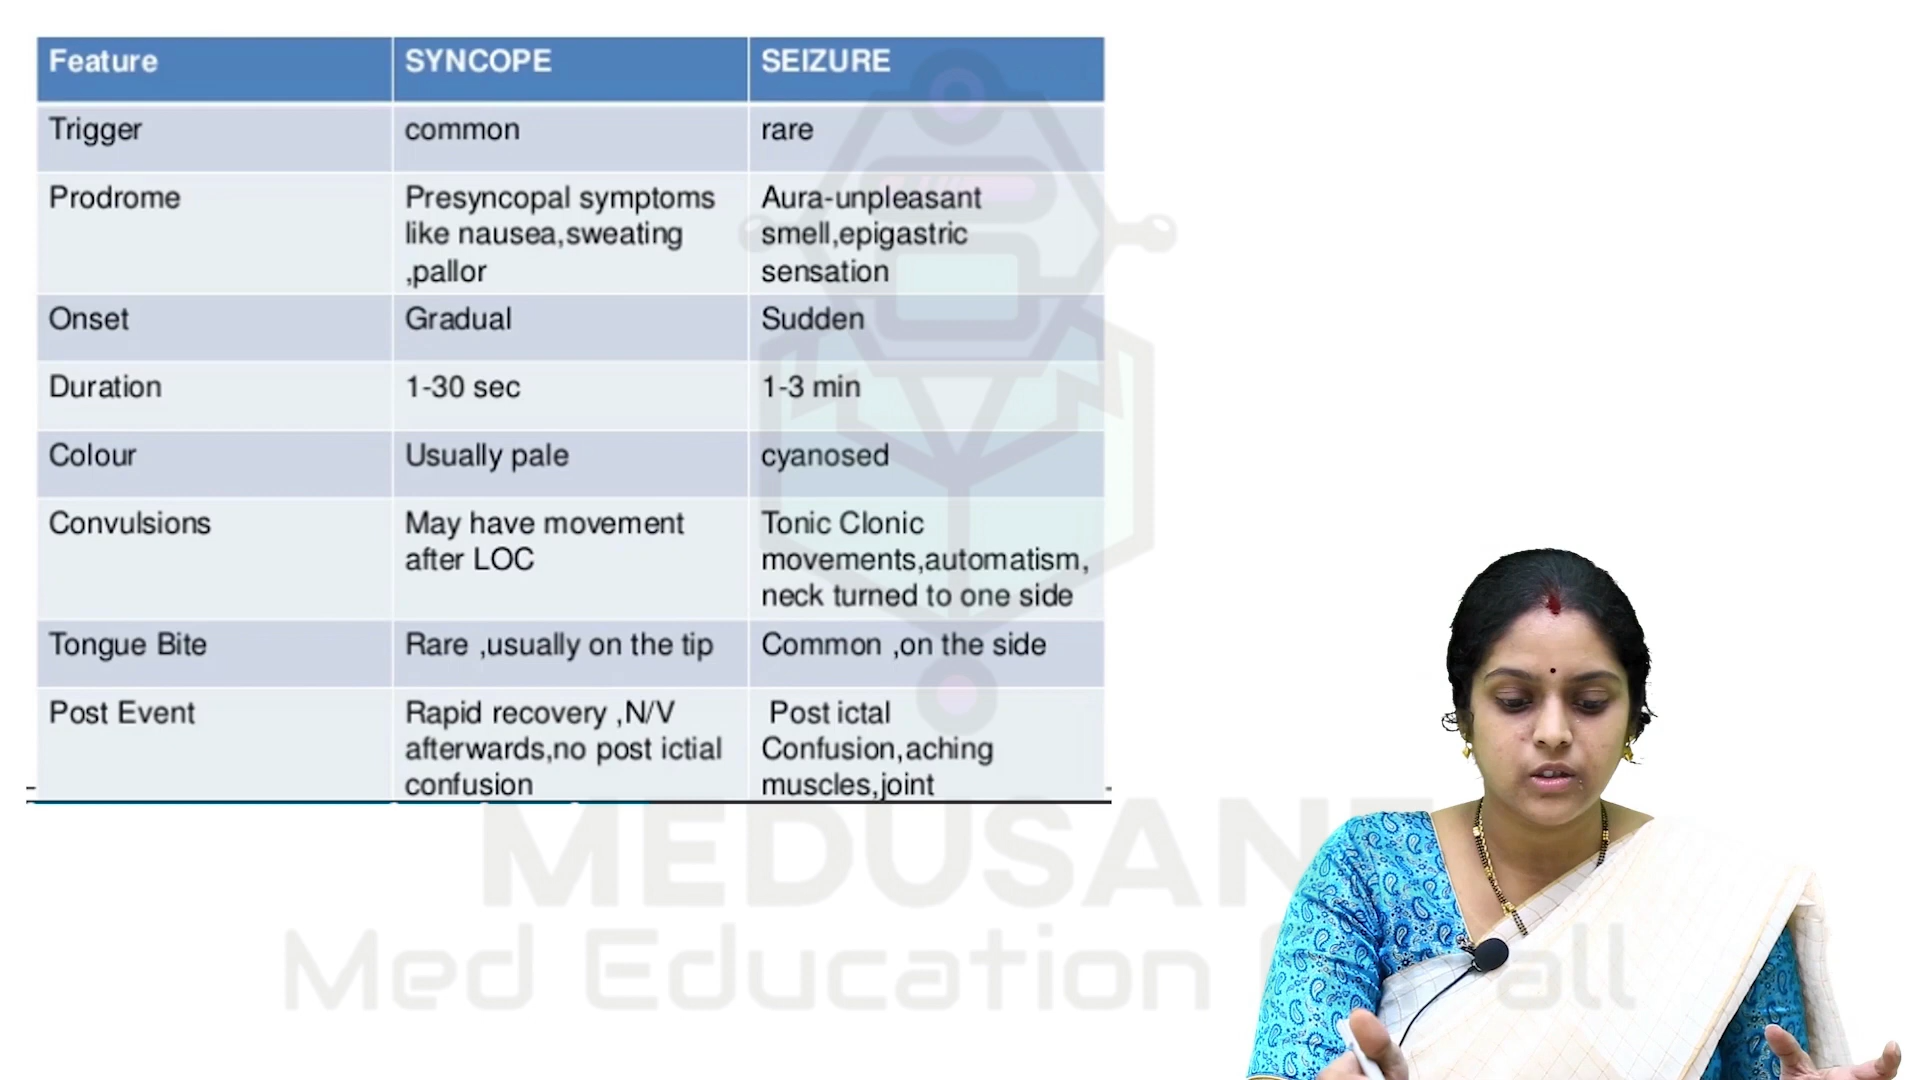 Feature SYNCOPE SEIZURE
Trigger common rare
Prodrome Presyncopal symptoms Aura-unpleasant
like nausea,sweating smell,epigastric
,pallor sensation
Onset Gradual Sudden
Duration 1-30 sec 1-3 min
Colour Usually pale cyanosed
Convulsions May have movement Tonic Clonic
after LOC movements,automatism,
neck turned to one side
Tongue Bite Rare ,usually on the tip Common ,on the side
Post Event Rapid recovery ,N/V Post ictal
afterwards,no post ictial Confusion,aching
confusion muscles,joint
Med Education all